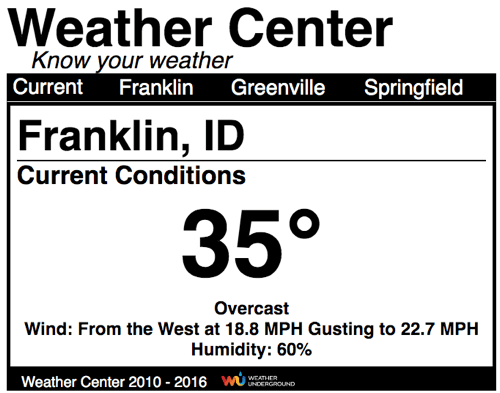 Weather Center
Know your weather
Current Franklin Greenville Springfield
Franklin, ID
Current Conditions
35°
Overcast
Wind: From the West at 18.8 MPH Gusting to 22.7 MPH
Humidity: 60%
Weather Center 2010 - 2016 WU WEATHER UNDERGROUND